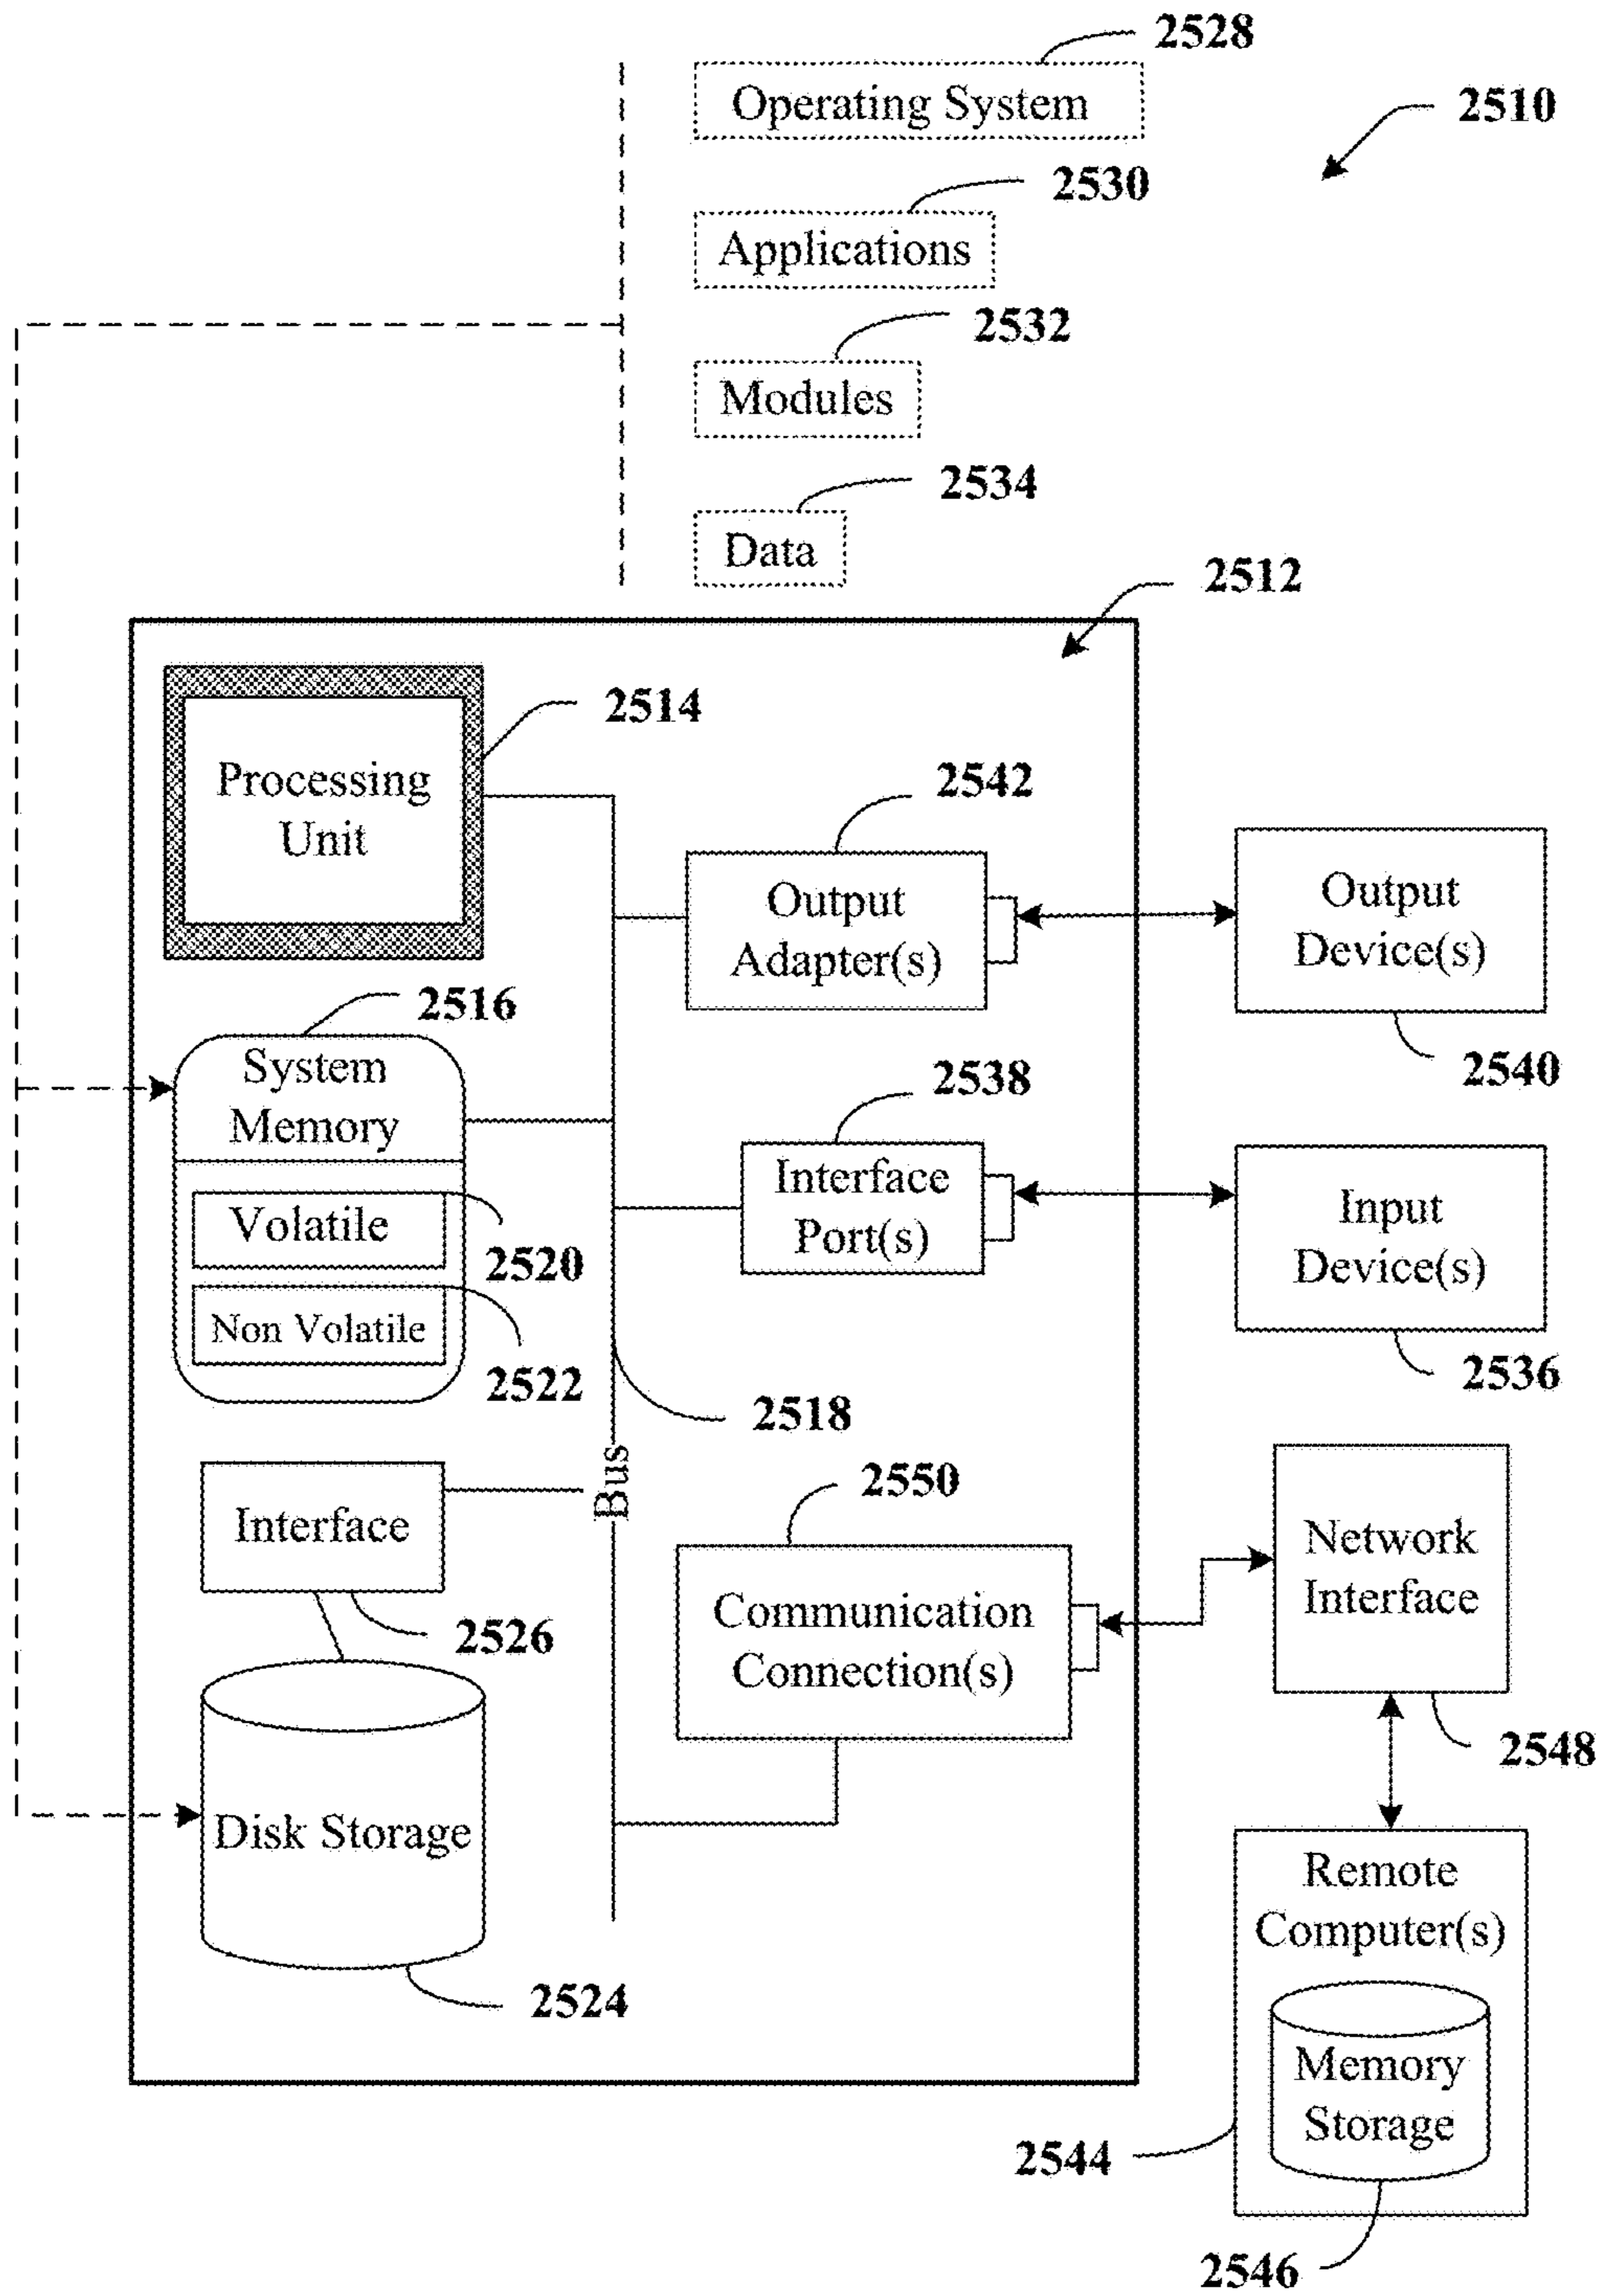 2528
Operating System
2510
2530
Applications
2532
Modules
2534
Data
2512
2514
Processing
Unit
2542
Output
Adapter(s)
Output
Device(s)
2540
2516
System
Memory
2538
Interface
Port(s)
Input
Device(s)
2536
Volatile
2520
Non Volatile
2522
2518
Bus
2550
Interface
2526
Communication
Connection(s)
Network
Interface
2548
Disk Storage
2524
Remote
Computer(s)
Memory
Storage
2544
2546